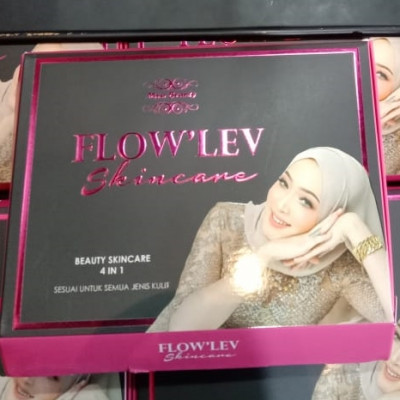 FLOW'LEV
Skincare
BEAUTY SKINCARE
4 IN 1
SESUAI UNTUK SEMUA JENIS KULIT
FLOW'LEV
Skincare